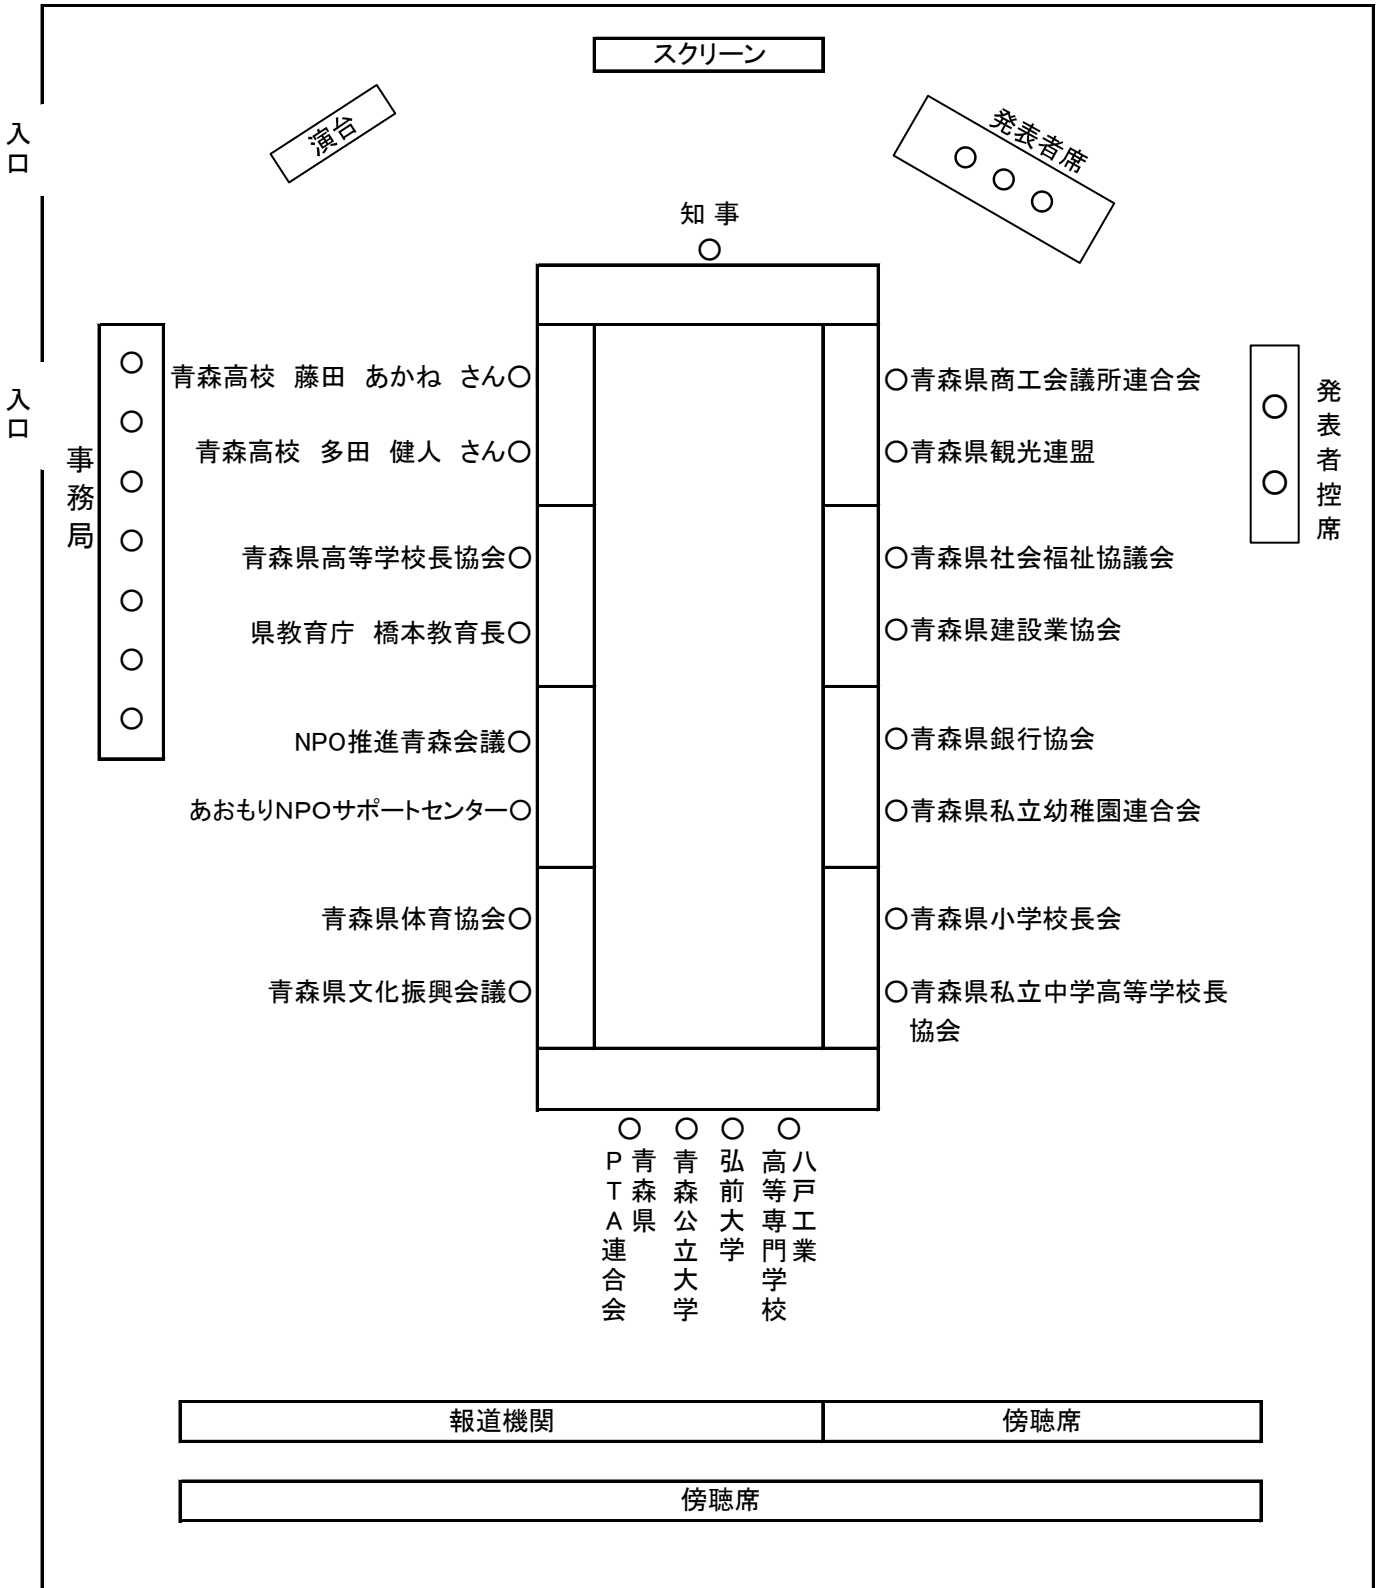 スクリーン
演台
発表者席
入口
知 事
入口
事務局
青森高校　藤田　あかね　さん○
青森高校　多田　健人　さん○
青森県高等学校長協会○
県教育庁　橋本教育長○
NPO推進青森会議○
あおもりNPOサポートセンター○
青森県体育協会○
青森県文化振興会議○
○青森県商工会議所連合会
○青森県観光連盟
○青森県社会福祉協議会
○青森県建設業協会
○青森県銀行協会
○青森県私立幼稚園連合会
○青森県小学校長会
○青森県私立中学高等学校長
協会
発表者控席
青森県
PTA連合会
青森公立大学
弘前大学
八戸工業
高等専門学校
報道機関
傍聴席
傍聴席